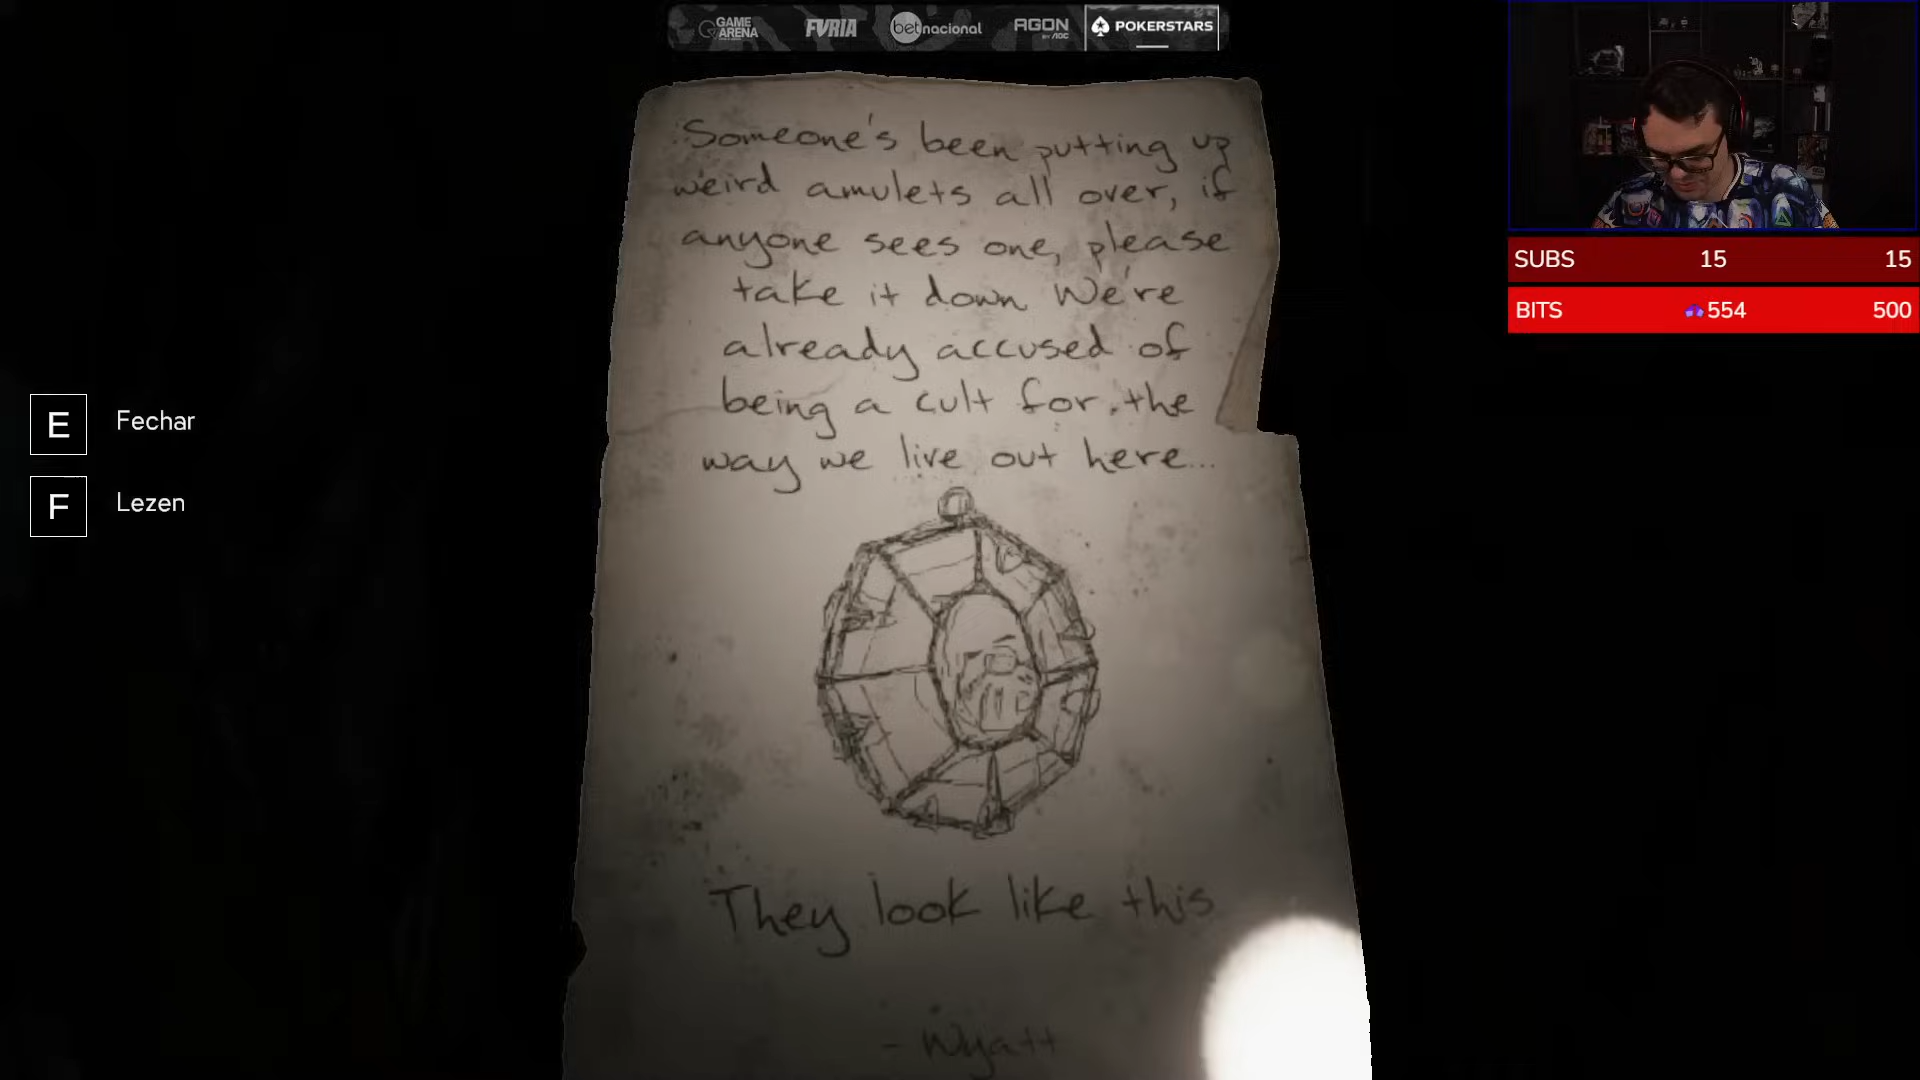 GAME ARENA
FURIA
betnacional
AGON
BY AOC
POKERSTARS
Someone's been putting up
weird amulets all over, if
anyone sees one, please
take it down We're
already accused of
being a cult for the
way we live out here...
They look like this
- Wyatt
E Fechar
F Lezen
SUBS 15 15
BITS 554 500